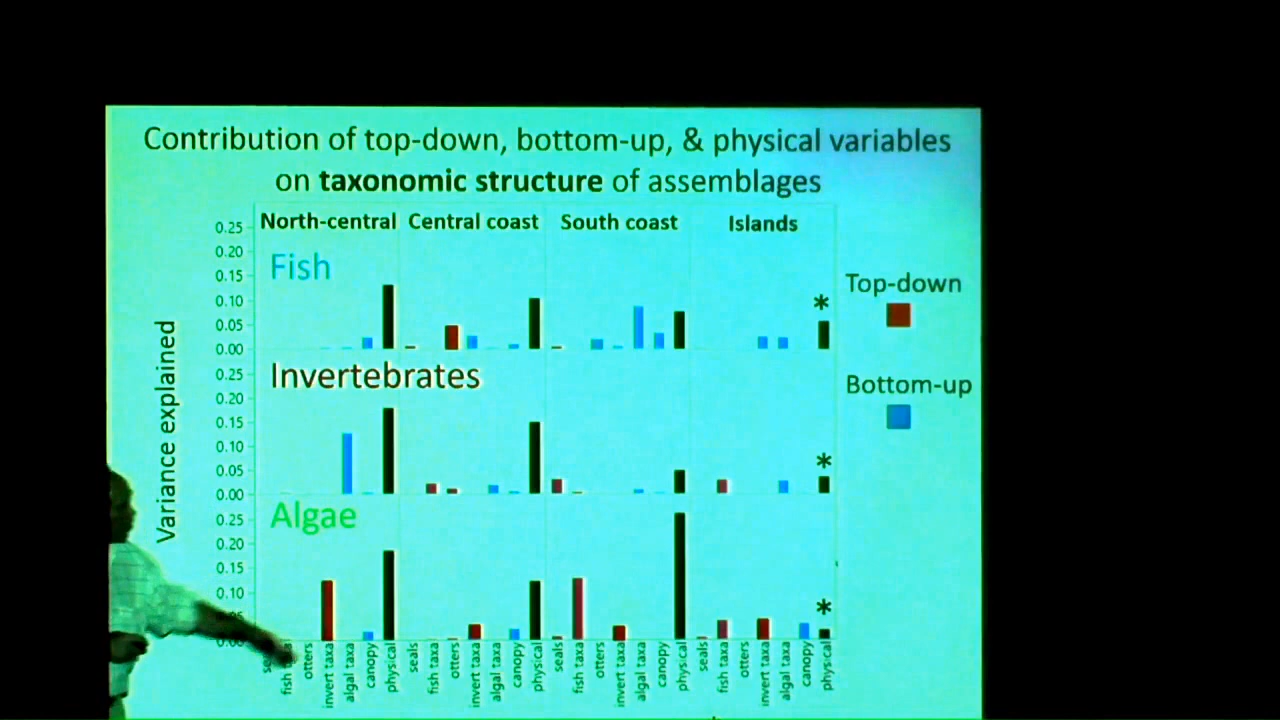 Contribution of top-down, bottom-up, & physical variables
on taxonomic structure of assemblages
North-central Central coast South coast Islands
Fish
0.25
0.20
0.15
0.10
0.05
0.00
*
Invertebrates
0.25
0.20
0.15
0.10
0.05
0.00
*
Algae
0.25
0.20
0.15
0.10
0.00
*
Variance explained
otters
invert taxa
algal taxa
canopy
physical
seals
fish taxa
otters
invert taxa
algal taxa
canopy
physical
seals
fish taxa
otters
invert taxa
algal taxa
canopy
physical
seals
fish taxa
otters
invert taxa
algal taxa
canopy
physical
Top-down
Bottom-up